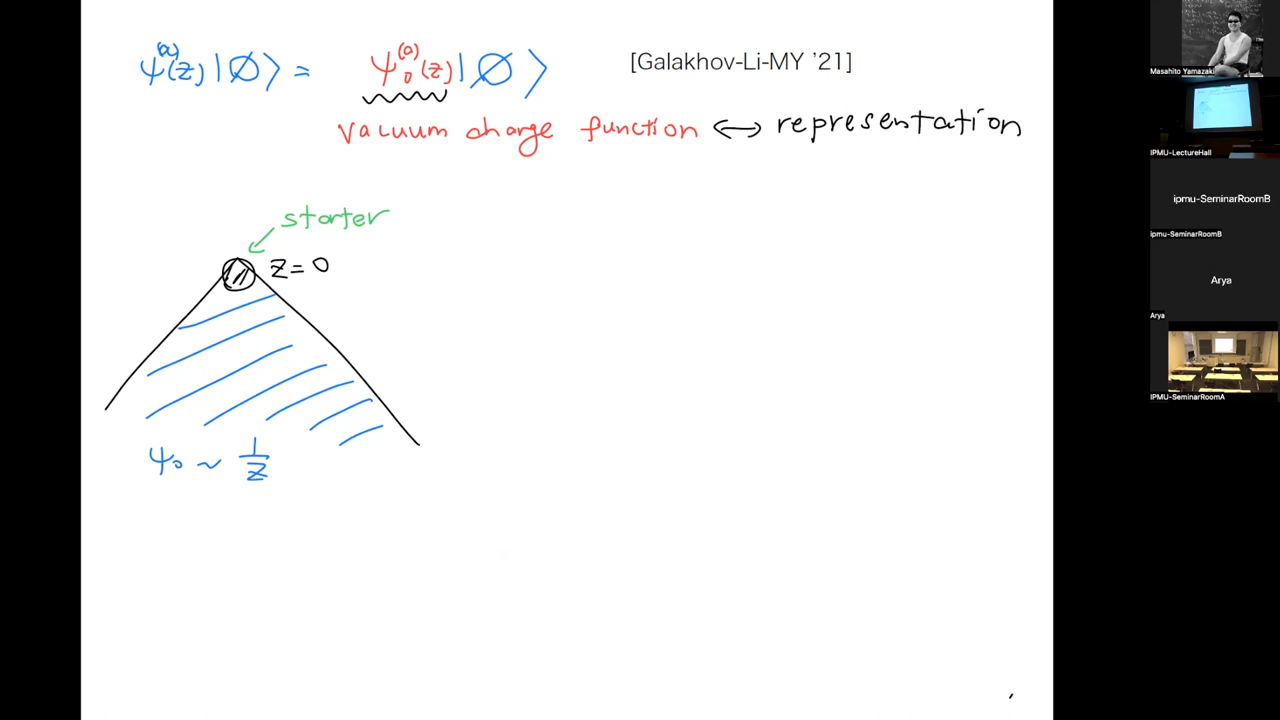 ψ^(a)(z)|∅⟩ = ψ_0^(a)(z)|∅⟩
[Galakhov-Li-MY '21]
vacuum charge function ↔ representation
starter
z=0
ψ_0 ~ 1/z
Masahito Yamazaki
IPMU-LectureHall
ipmu-SeminarRoomB
ipmu-SeminarRoomB
Arya
Arya
IPMU-SeminarRoomA